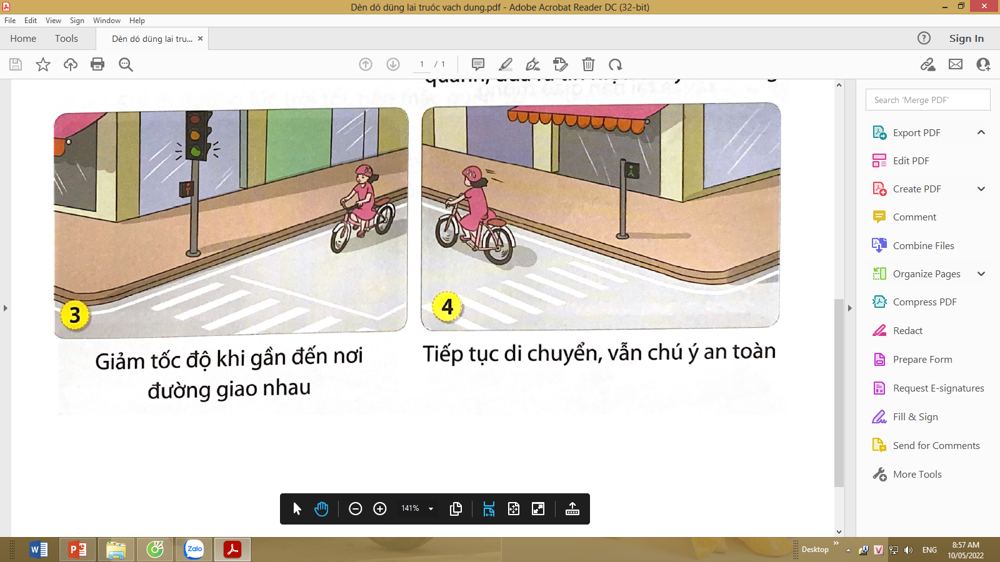 Dèn dó dùng lai truóc vach dung.pdf - Adobe Acrobat Reader DC (32-bit)
File Edit View Sign Window Help
Home Tools Dèn dó dùng lai tru... ×
? Sign In
1 / 1
Search 'Merge PDF'
Export PDF
Edit PDF
Create PDF
Comment
Combine Files
Organize Pages
Compress PDF
Redact
Prepare Form
Request E-signatures
Fill & Sign
Send for Comments
More Tools
3
Giảm tốc độ khi gần đến nơi
đường giao nhau
4
Tiếp tục di chuyển, vẫn chú ý an toàn
141%
Zalo
Desktop » ENG
8:57 AM
10/05/2022